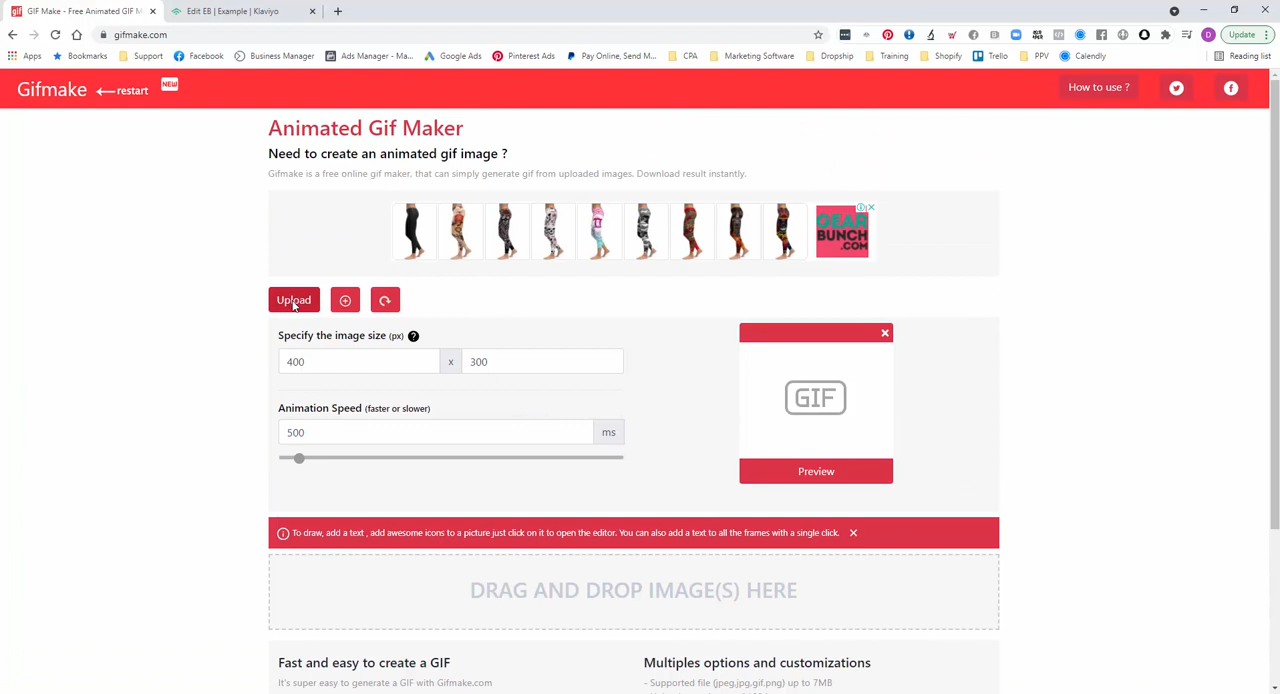 GIF Make - Free Animated GIF M
Edit EB | Example | Klaviyo
gifmake.com
D
Update
Apps
Bookmarks
Support
Facebook
Business Manager
Ads Manager - Ma...
Google Ads
Pinterest Ads
Pay Online, Send M...
CPA
Marketing Software
Dropship
Training
Shopify
Trello
PPV
Calendly
Reading list
Gifmake
restart
NEW
How to use ?
Animated Gif Maker
Need to create an animated gif image ?
Gifmake is a free online gif maker. that can simply generate gif from uploaded images. Download result instantly.
GEAR
BUNCH
.COM
Upload
Specify the image size (px) ?
400 x 300
Animation Speed (faster or slower)
500 ms
GIF
Preview
To draw, add a text , add awesome icons to a picture just click on it to open the editor. You can also add a text to all the frames with a single click.
DRAG AND DROP IMAGE(S) HERE
Fast and easy to create a GIF
It's super easy to generate a GIF with Gifmake.com
Multiples options and customizations
- Supported file (jpeg,jpg,gif,png) up to 7MB